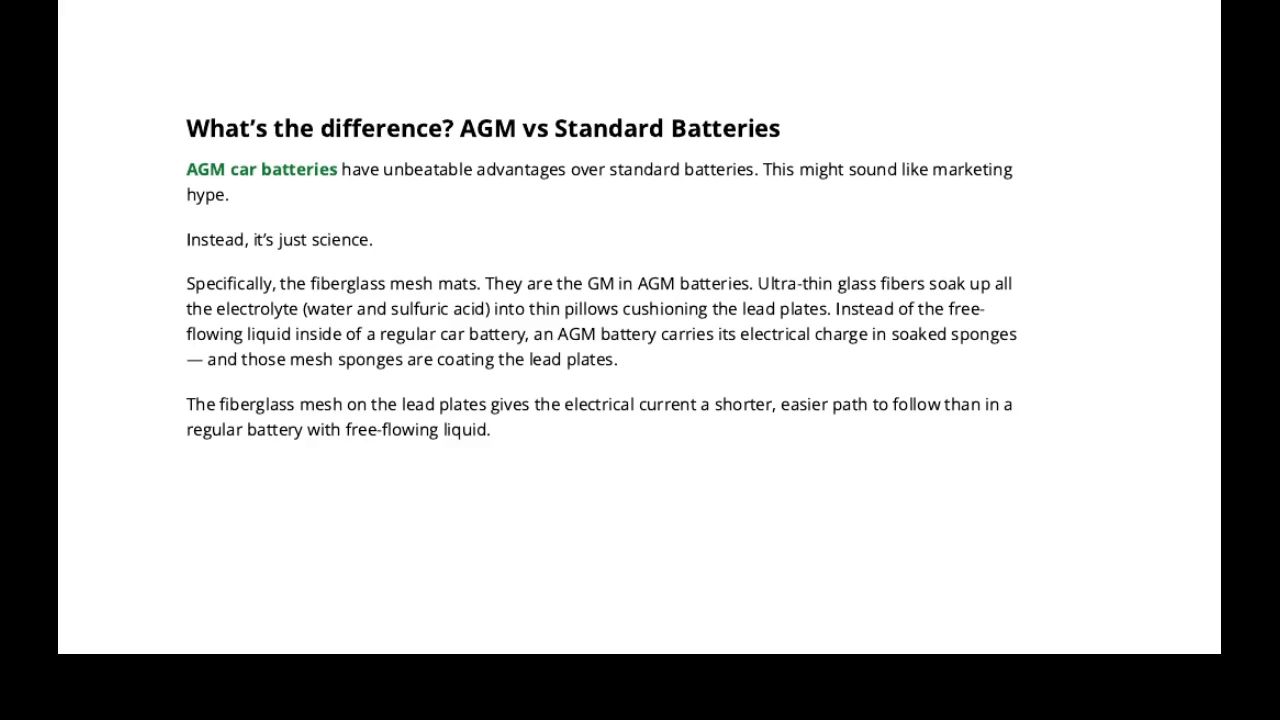 What’s the difference? AGM vs Standard Batteries
AGM car batteries have unbeatable advantages over standard batteries. This might sound like marketing
hype.
Instead, it’s just science.
Specifically, the fiberglass mesh mats. They are the GM in AGM batteries. Ultra-thin glass fibers soak up all
the electrolyte (water and sulfuric acid) into thin pillows cushioning the lead plates. Instead of the free-
flowing liquid inside of a regular car battery, an AGM battery carries its electrical charge in soaked sponges
— and those mesh sponges are coating the lead plates.
The fiberglass mesh on the lead plates gives the electrical current a shorter, easier path to follow than in a
regular battery with free-flowing liquid.